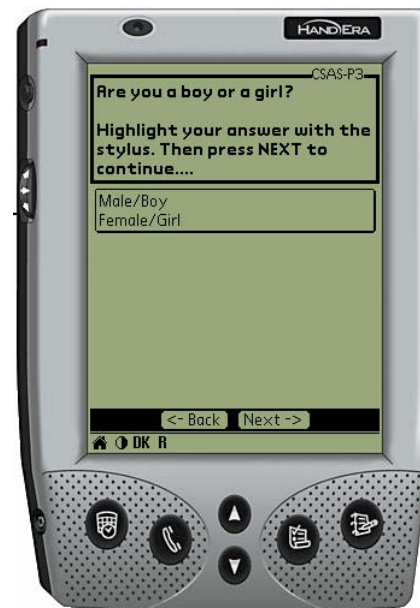 HANDERA
CSAS-P3
Are you a boy or a girl?
Highlight your answer with the
stylus. Then press NEXT to
continue....
Male/Boy
Female/Girl
<- Back Next ->
DK R